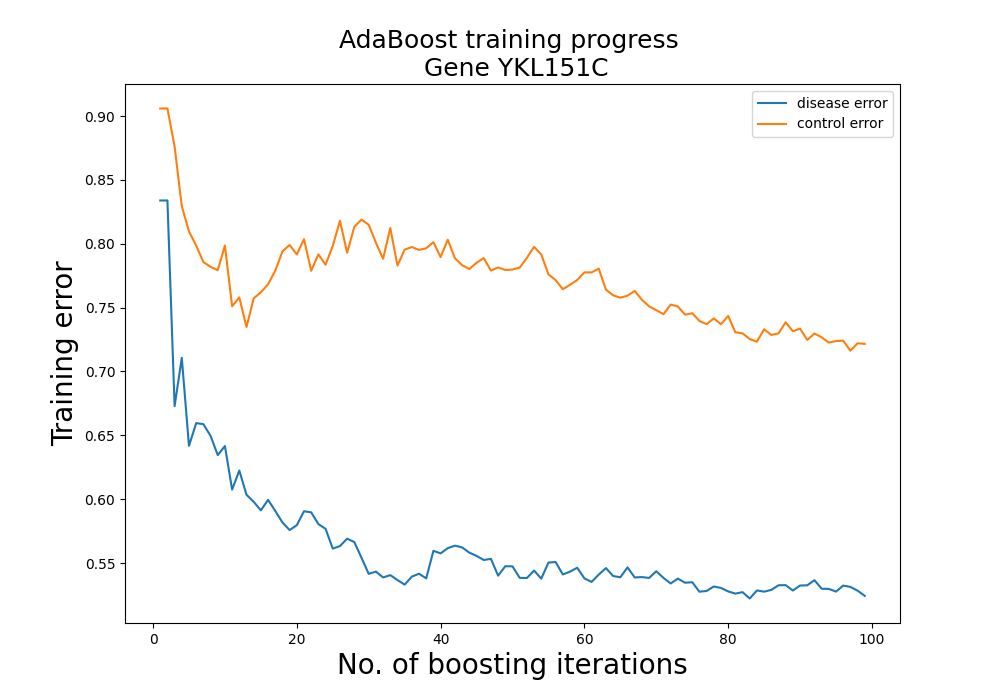 AdaBoost training progress
Gene YKL151C
disease error
control error
Training error
0.90
0.85
0.80
0.75
0.70
0.65
0.60
0.55
0
20
40
60
80
100
No. of boosting iterations